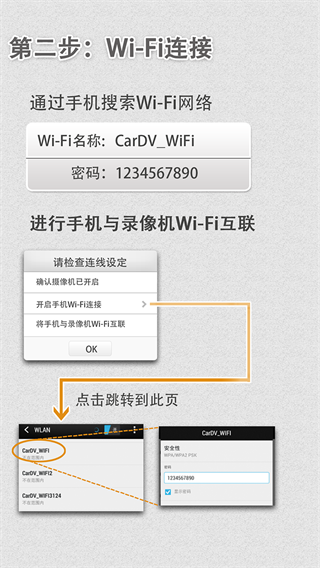 第二步：Wi-Fi连接
通过手机搜索Wi-Fi网络
Wi-Fi名称：CarDV_WiFi
密码：1234567890
进行手机与录像机Wi-Fi互联
请检查连线设定
确认摄像机已开启
开启手机Wi-Fi连接
将手机与录像机Wi-Fi互联
OK
点击跳转到此页
WLAN
CarDV_WIFI
不在范围内
CarDV_WIFI2
不在范围内
CarDV_WIFI3124
不在范围内
CarDV_WIFI
安全性
WPA/WPA2 PSK
密码
1234567890
显示密码